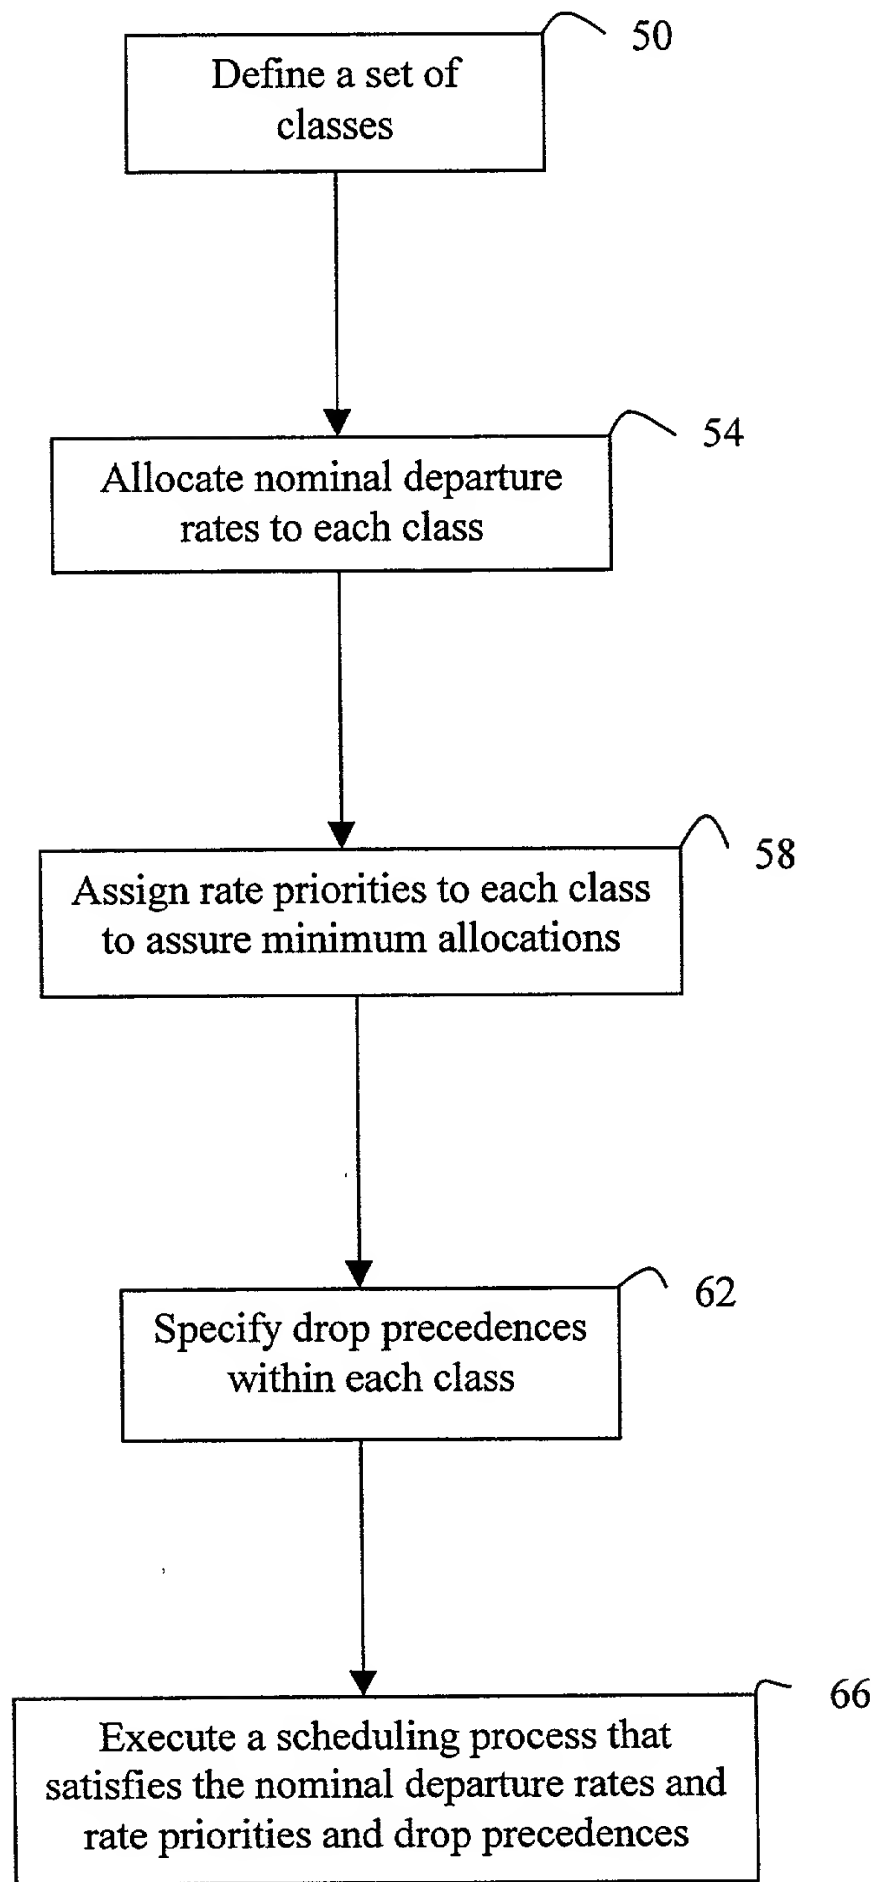 50
Define a set of
classes
54
Allocate nominal departure
rates to each class
58
Assign rate priorities to each class
to assure minimum allocations
62
Specify drop precedences
within each class
66
Execute a scheduling process that
satisfies the nominal departure rates and
rate priorities and drop precedences